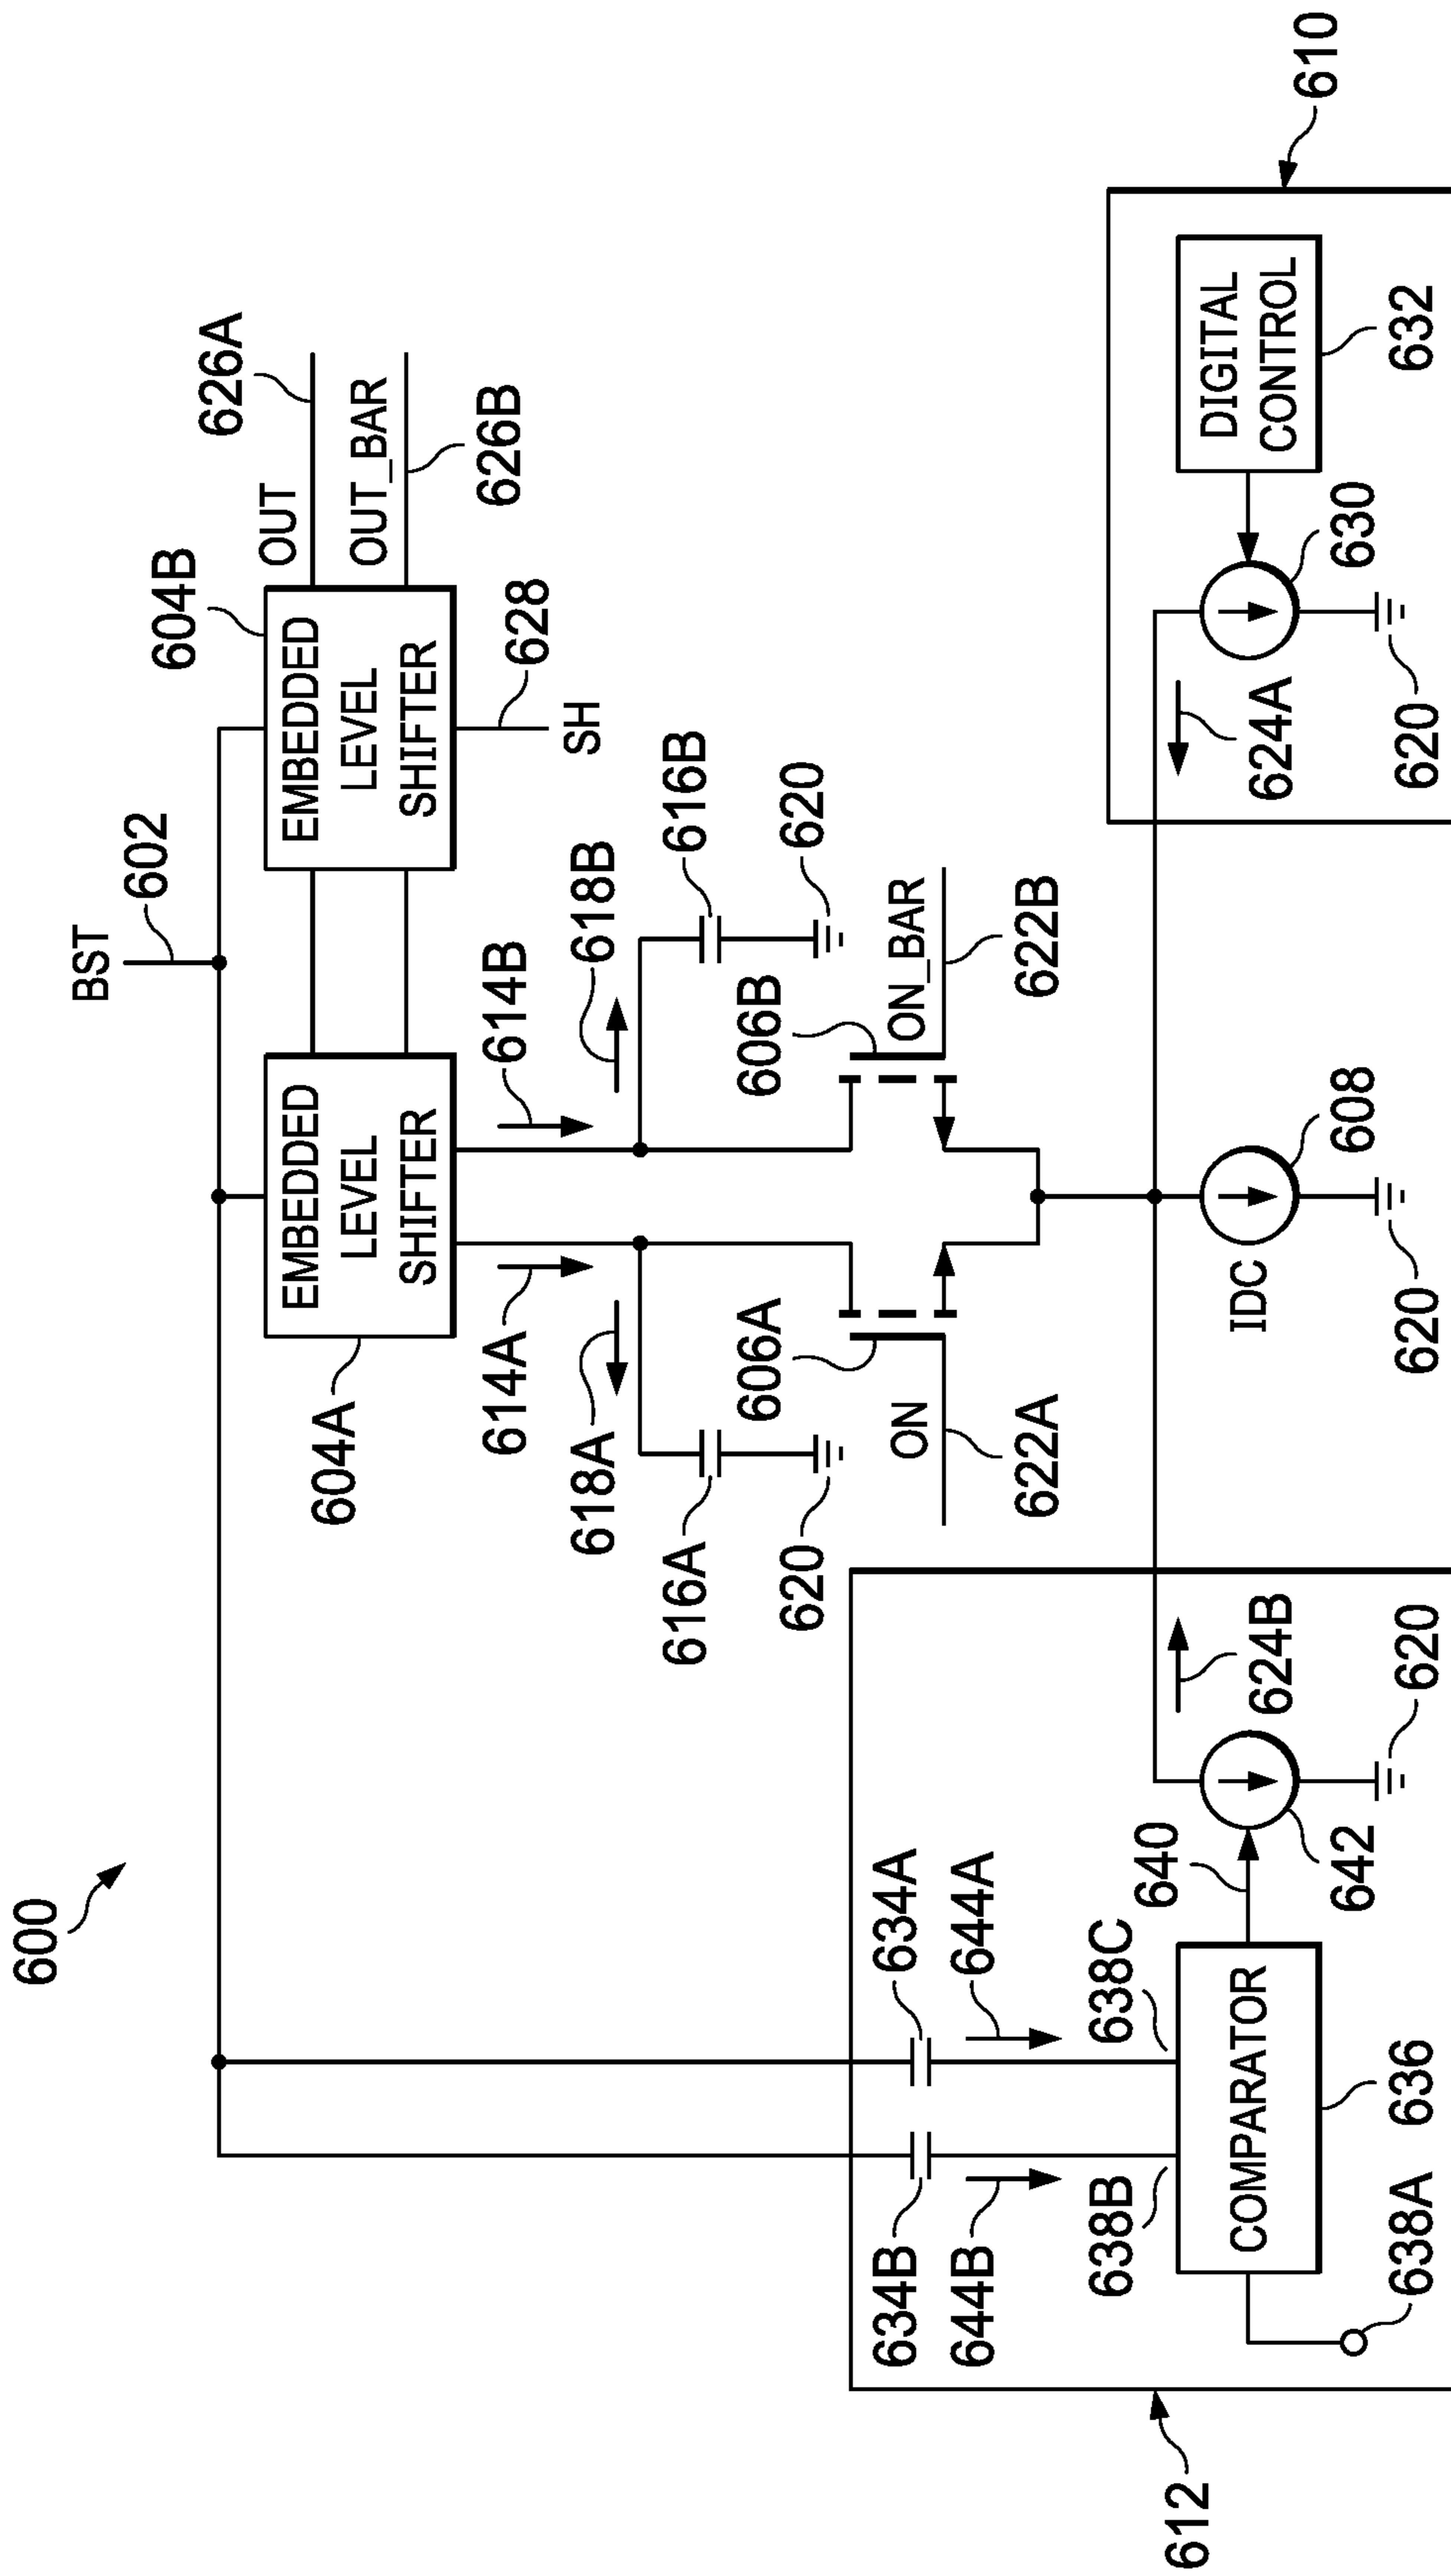 600
BST
602
604A
EMBEDDED
LEVEL
SHIFTER
604B
EMBEDDED
LEVEL
SHIFTER
OUT
626A
OUT_BAR
626B
SH
628
614A
614B
618A
618B
616A
616B
620
620
606A
606B
ON
622A
ON_BAR
622B
612
634B
634A
644B
644A
638B
638C
COMPARATOR
636
638A
640
642
624B
620
IDC
608
620
610
624A
630
620
DIGITAL
CONTROL
632